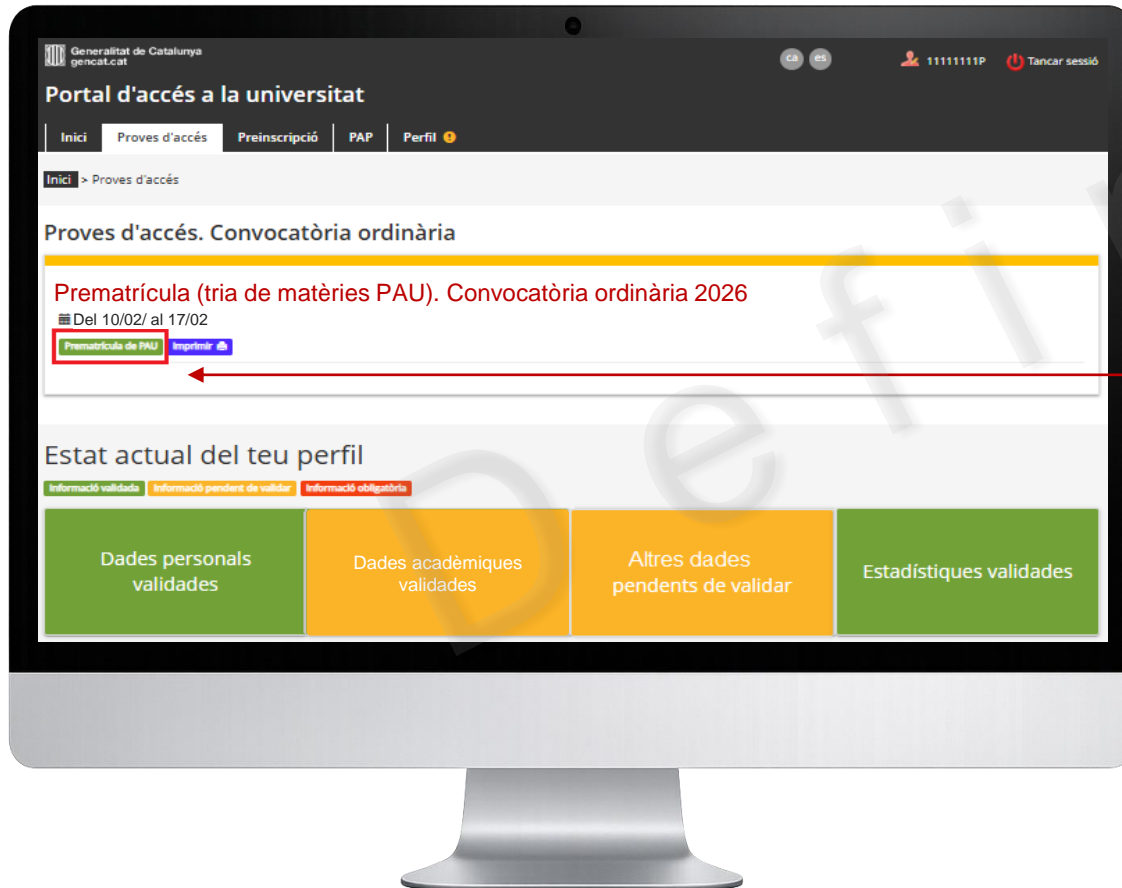 Generalitat de Catalunya
gencat.cat
ca es 11111111P Tancar sessió
Portal d'accés a la universitat
Inici Proves d'accés Preinscripció PAP Perfil
Inici > Proves d'accés
Proves d'accés. Convocatòria ordinària
Prematrícula (tria de matèries PAU). Convocatòria ordinària 2026
Del 10/02/ al 17/02
Prematrícula de PAU Imprimir
Estat actual del teu perfil
Informació validada Informació pendent de validar Informació obligatòria
Dades personals
validades
Dades acadèmiques
validades
Altres dades
pendents de validar
Estadístiques validades
Defi